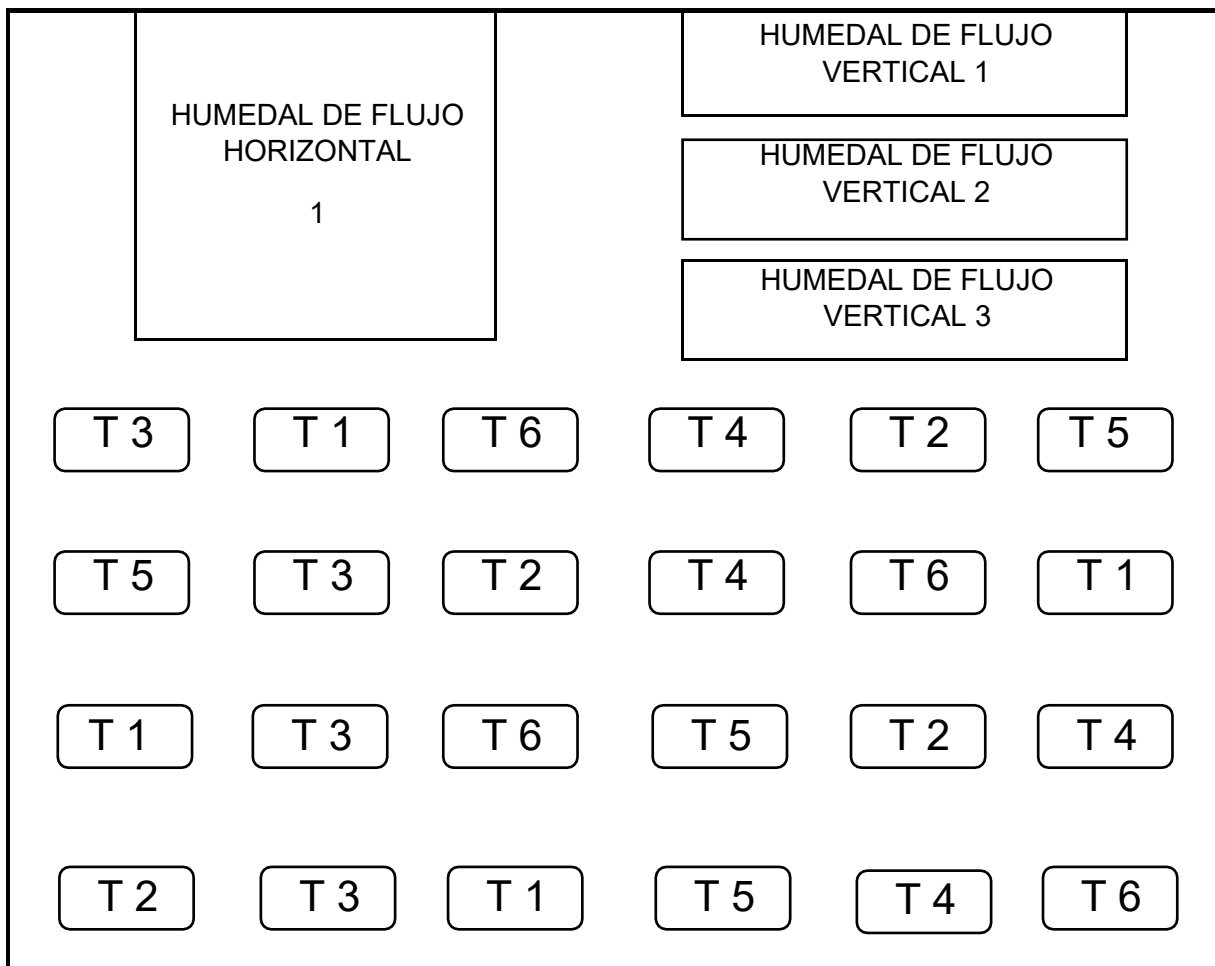 HUMEDAL DE FLUJO
HORIZONTAL
1
HUMEDAL DE FLUJO
VERTICAL 1
HUMEDAL DE FLUJO
VERTICAL 2
HUMEDAL DE FLUJO
VERTICAL 3
T 3 T 1 T 6 T 4 T 2 T 5
T 5 T 3 T 2 T 4 T 6 T 1
T 1 T 3 T 6 T 5 T 2 T 4
T 2 T 3 T 1 T 5 T 4 T 6